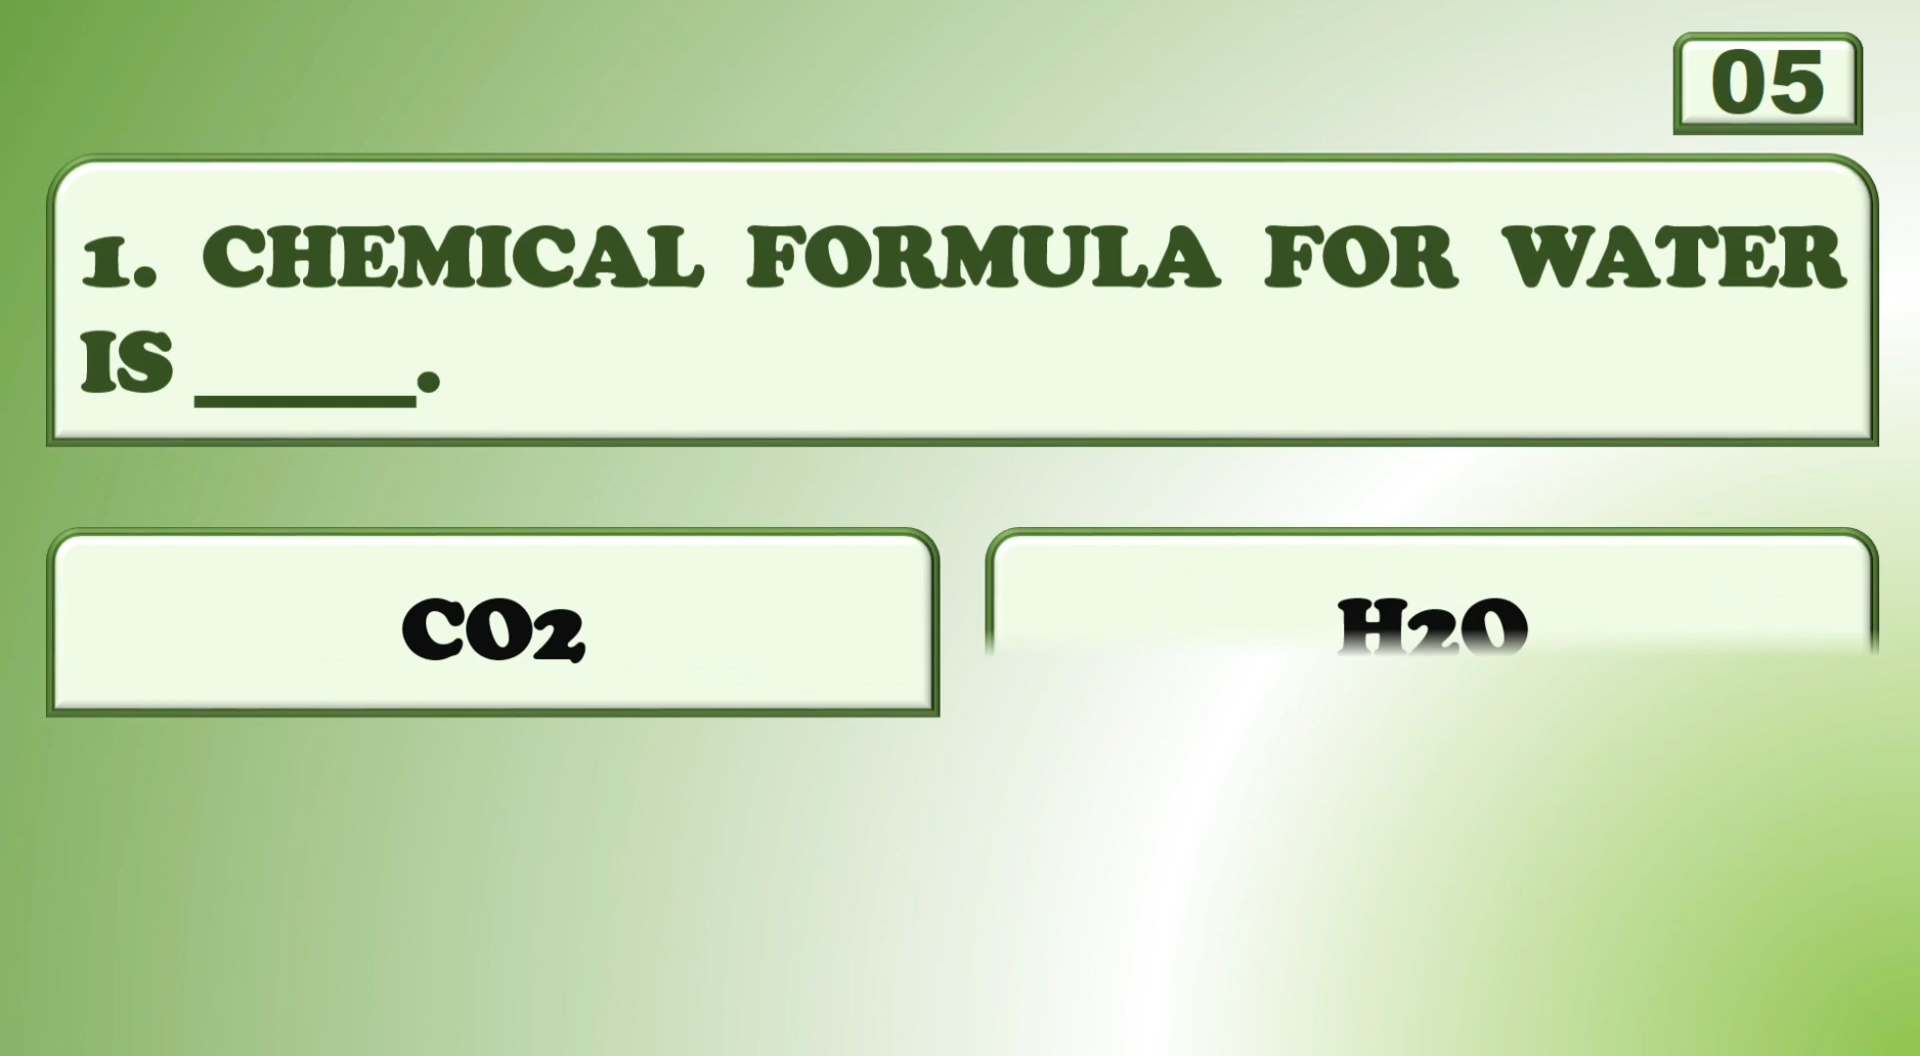 05
1. CHEMICAL FORMULA FOR WATER
IS _____.
CO2
H2O